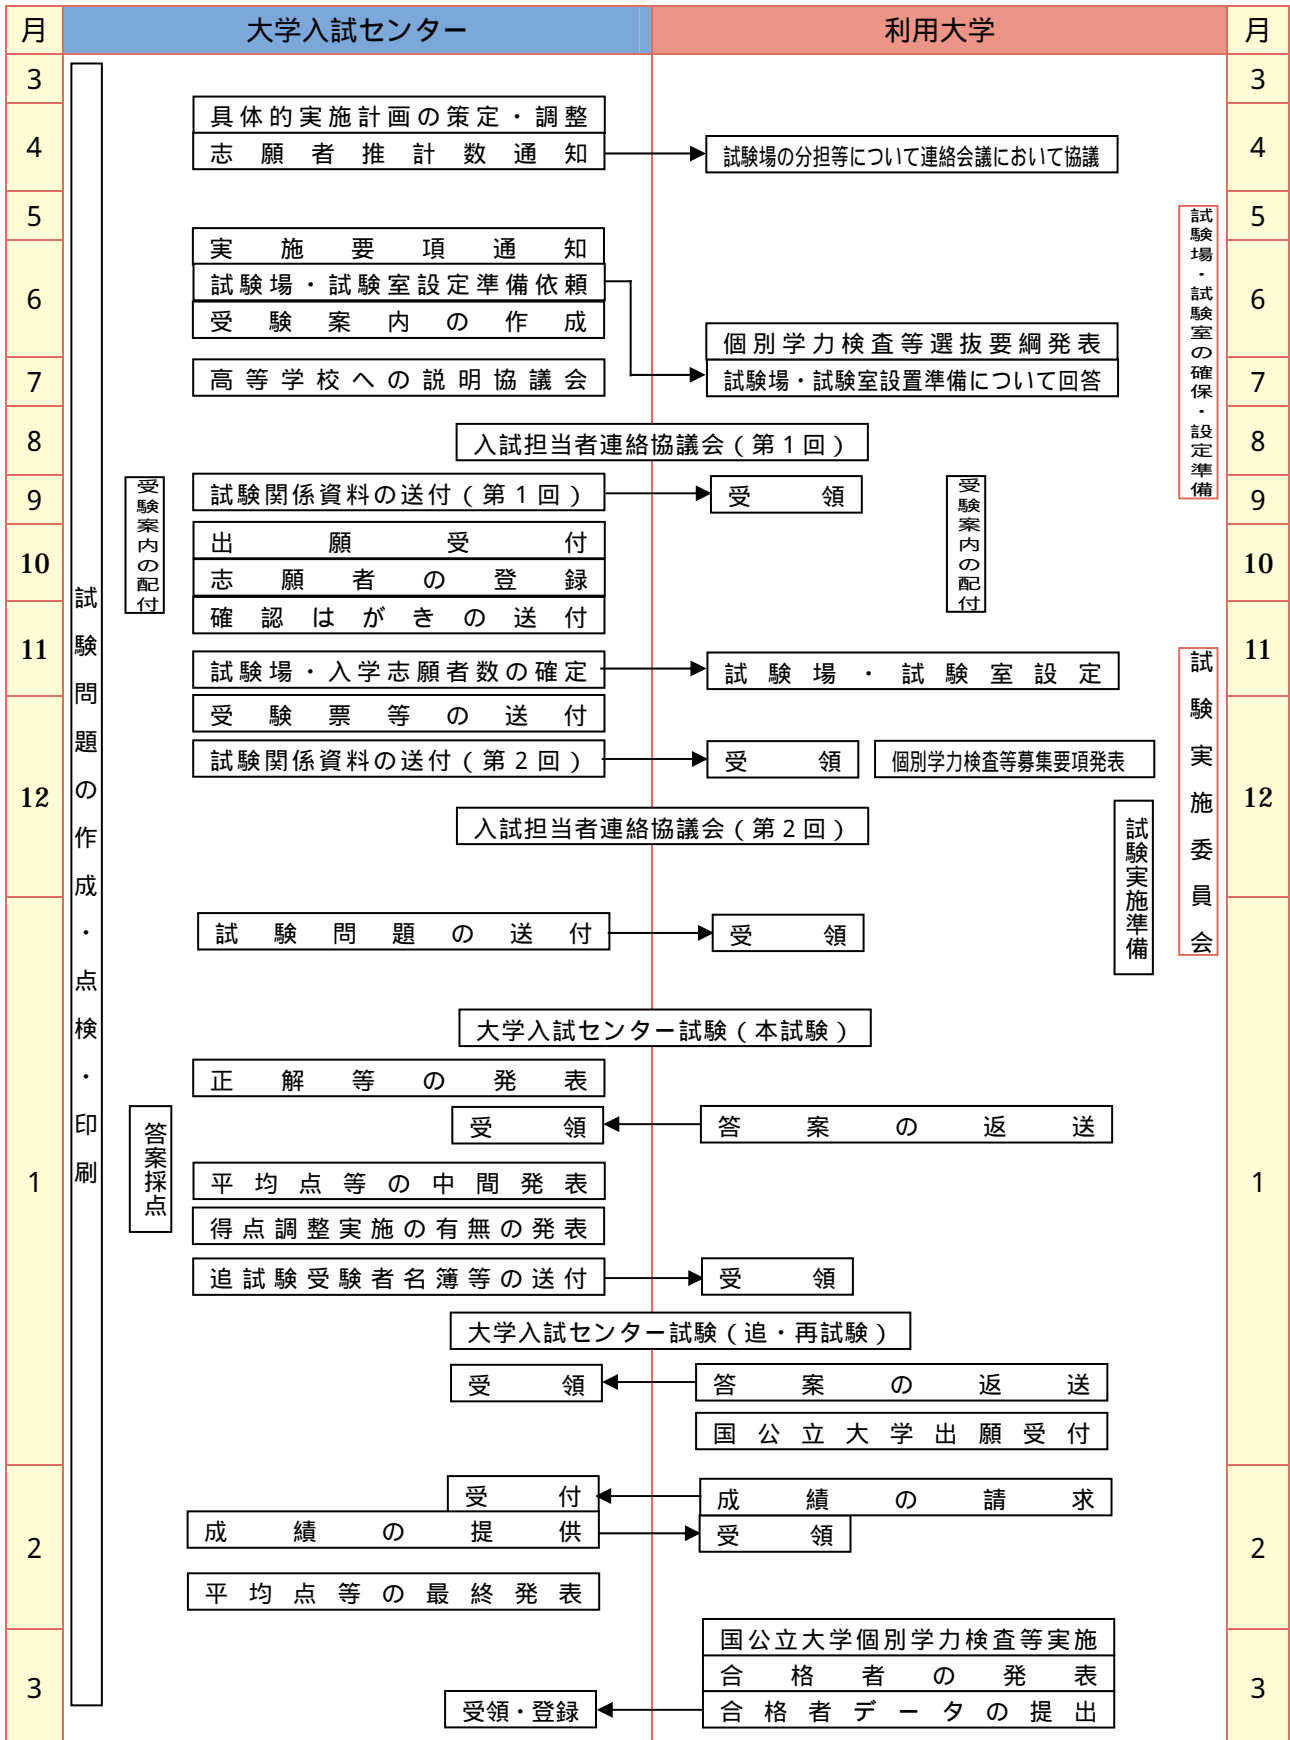 月 大学入試センター 利用大学 月
3 3
具体的実施計画の策定・調整
4 志願者推計数通知 試験場の分担等について連絡会議において協議 4
5 5
試験場・試験室の確保・設定準備
実施要項通知
試験場・試験室設定準備依頼
6 6
受験案内の作成
個別学力検査等選抜要綱発表
7 高等学校への説明協議会 試験場・試験室設置準備について回答 7
8 入試担当者連絡協議会(第1回) 8
受験案内の配付
9 試験関係資料の送付(第1回) 受領 9
受験案内の配付
出願受付
10 10
志願者の登録
確認はがきの送付
試験問題の作成・点検・印刷
11 11
試験場・入学志願者数の確定 試験場・試験室設定
試験実施委員会
受験票等の送付
試験関係資料の送付(第2回) 受領 個別学力検査等募集要項発表
12 12
入試担当者連絡協議会(第2回)
試験実施準備
試験問題の送付 受領
大学入試センター試験(本試験)
正解等の発表
受領 答案の返送
答案採点
平均点等の中間発表
1 1
得点調整実施の有無の発表
追試験受験者名簿等の送付 受領
大学入試センター試験(追・再試験)
受領 答案の返送
国公立大学出願受付
受付 成績の請求
成績の提供 受領
2 2
平均点等の最終発表
国公立大学個別学力検査等実施
合格者の発表
3 3
受領・登録 合格者データの提出